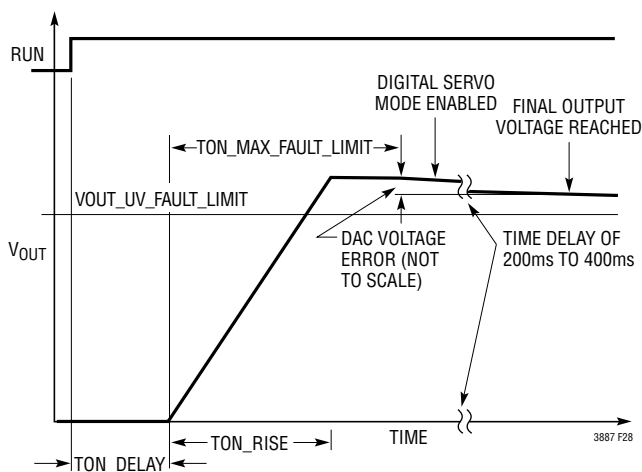 RUN
DIGITAL SERVO
MODE ENABLED
FINAL OUTPUT
VOLTAGE REACHED
TON_MAX_FAULT_LIMIT
VOUT_UV_FAULT_LIMIT
VOUT
DAC VOLTAGE
ERROR (NOT
TO SCALE)
TIME DELAY OF
200ms TO 400ms
TON_RISE
TIME
3887 F28
TON_DELAY